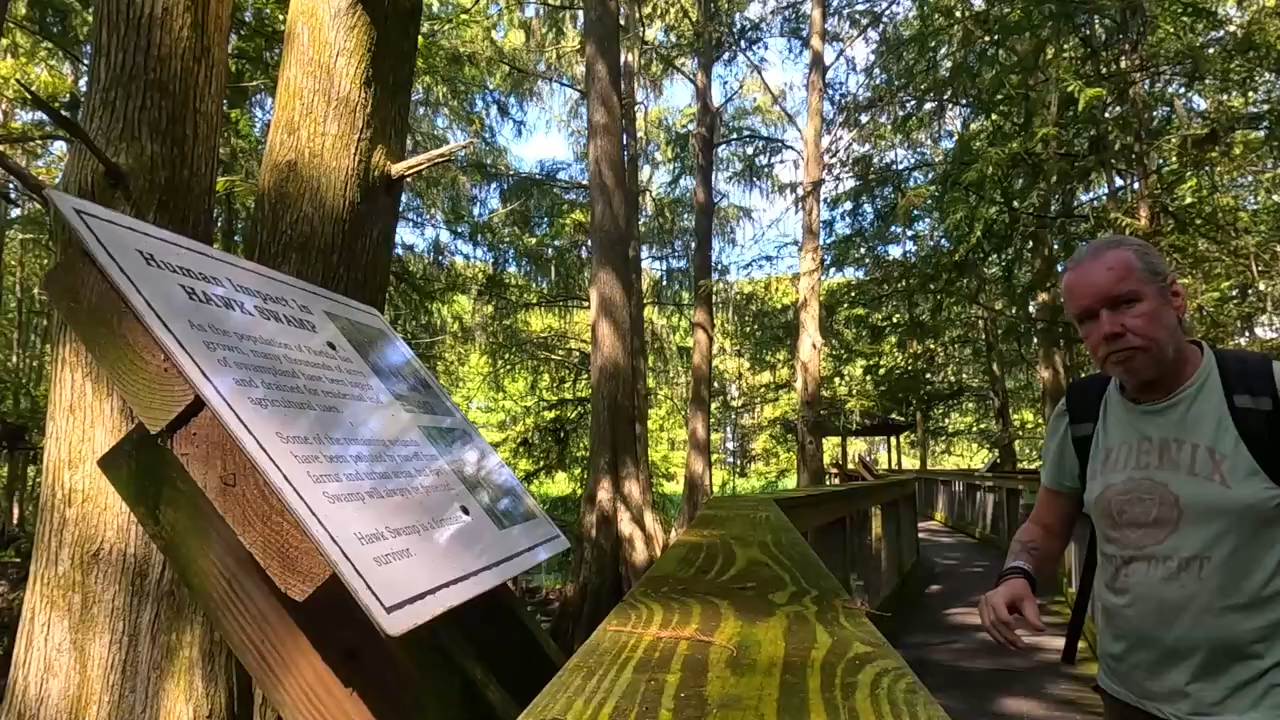 Human Impact in
HAWK SWAMP
As the population of Florida has
grown, many thousands of acres
of swampland have been logged
and drained for residential and
agricultural uses.
Some of the remaining wetlands
have been polluted by runoff from
farms and urban areas, but
Swamp will always be protected.
Hawk Swamp is a fortunate
survivor.
PHOENIX
DEPT